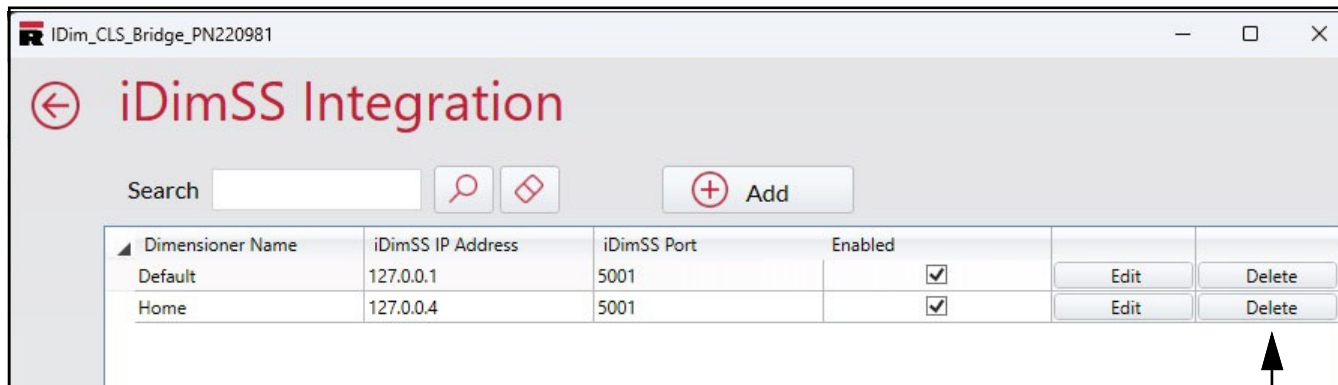 IDim_CLS_Bridge_PN220981
iDimSS Integration
Search Add
Dimensioner Name iDimSS IP Address iDimSS Port Enabled
Default 127.0.0.1 5001 Edit Delete
Home 127.0.0.4 5001 Edit Delete